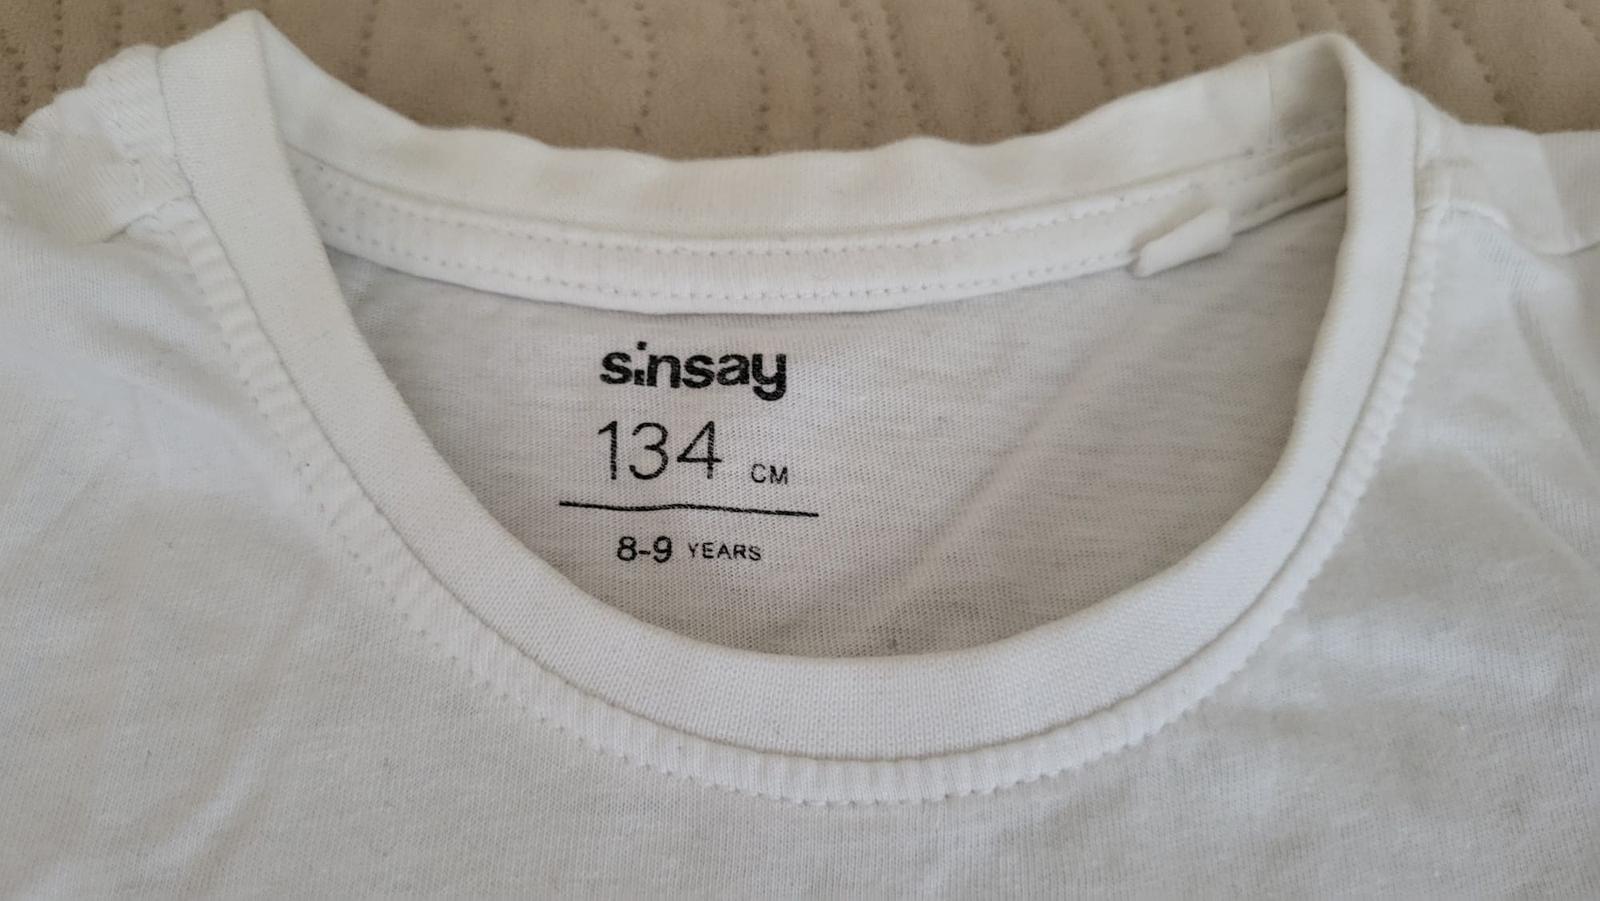 sinsay
134 CM
8-9 YEARS